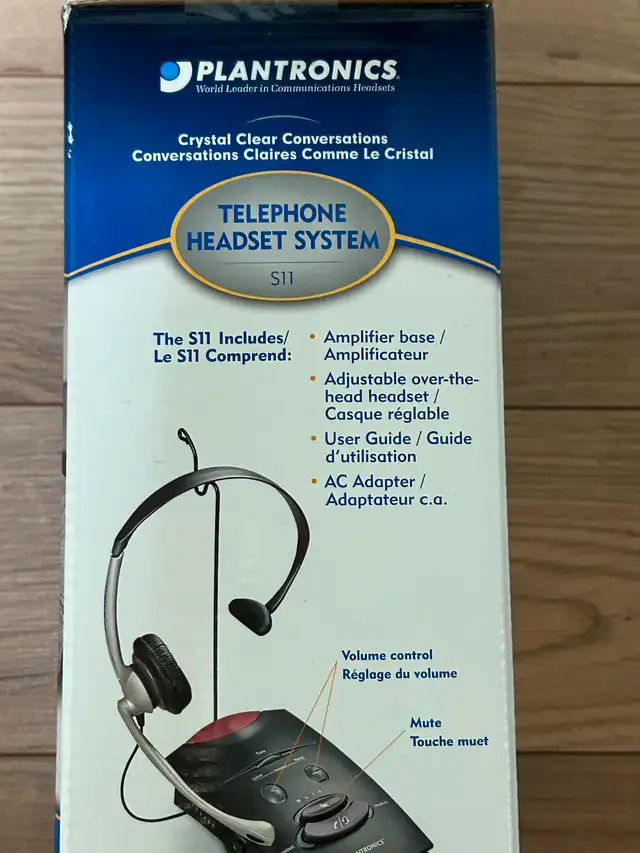 PLANTRONICS
World Leader in Communications Headsets
Crystal Clear Conversations
Conversations Claires Comme Le Cristal
TELEPHONE
HEADSET SYSTEM
S11
The S11 Includes/
Le S11 Comprend:
• Amplifier base /
Amplificateur
• Adjustable over-the-
head headset /
Casque réglable
• User Guide / Guide
d'utilisation
• AC Adapter /
Adaptateur c.a.
Volume control
Réglage du volume
Mute
Touche muet
PLANTRONICS